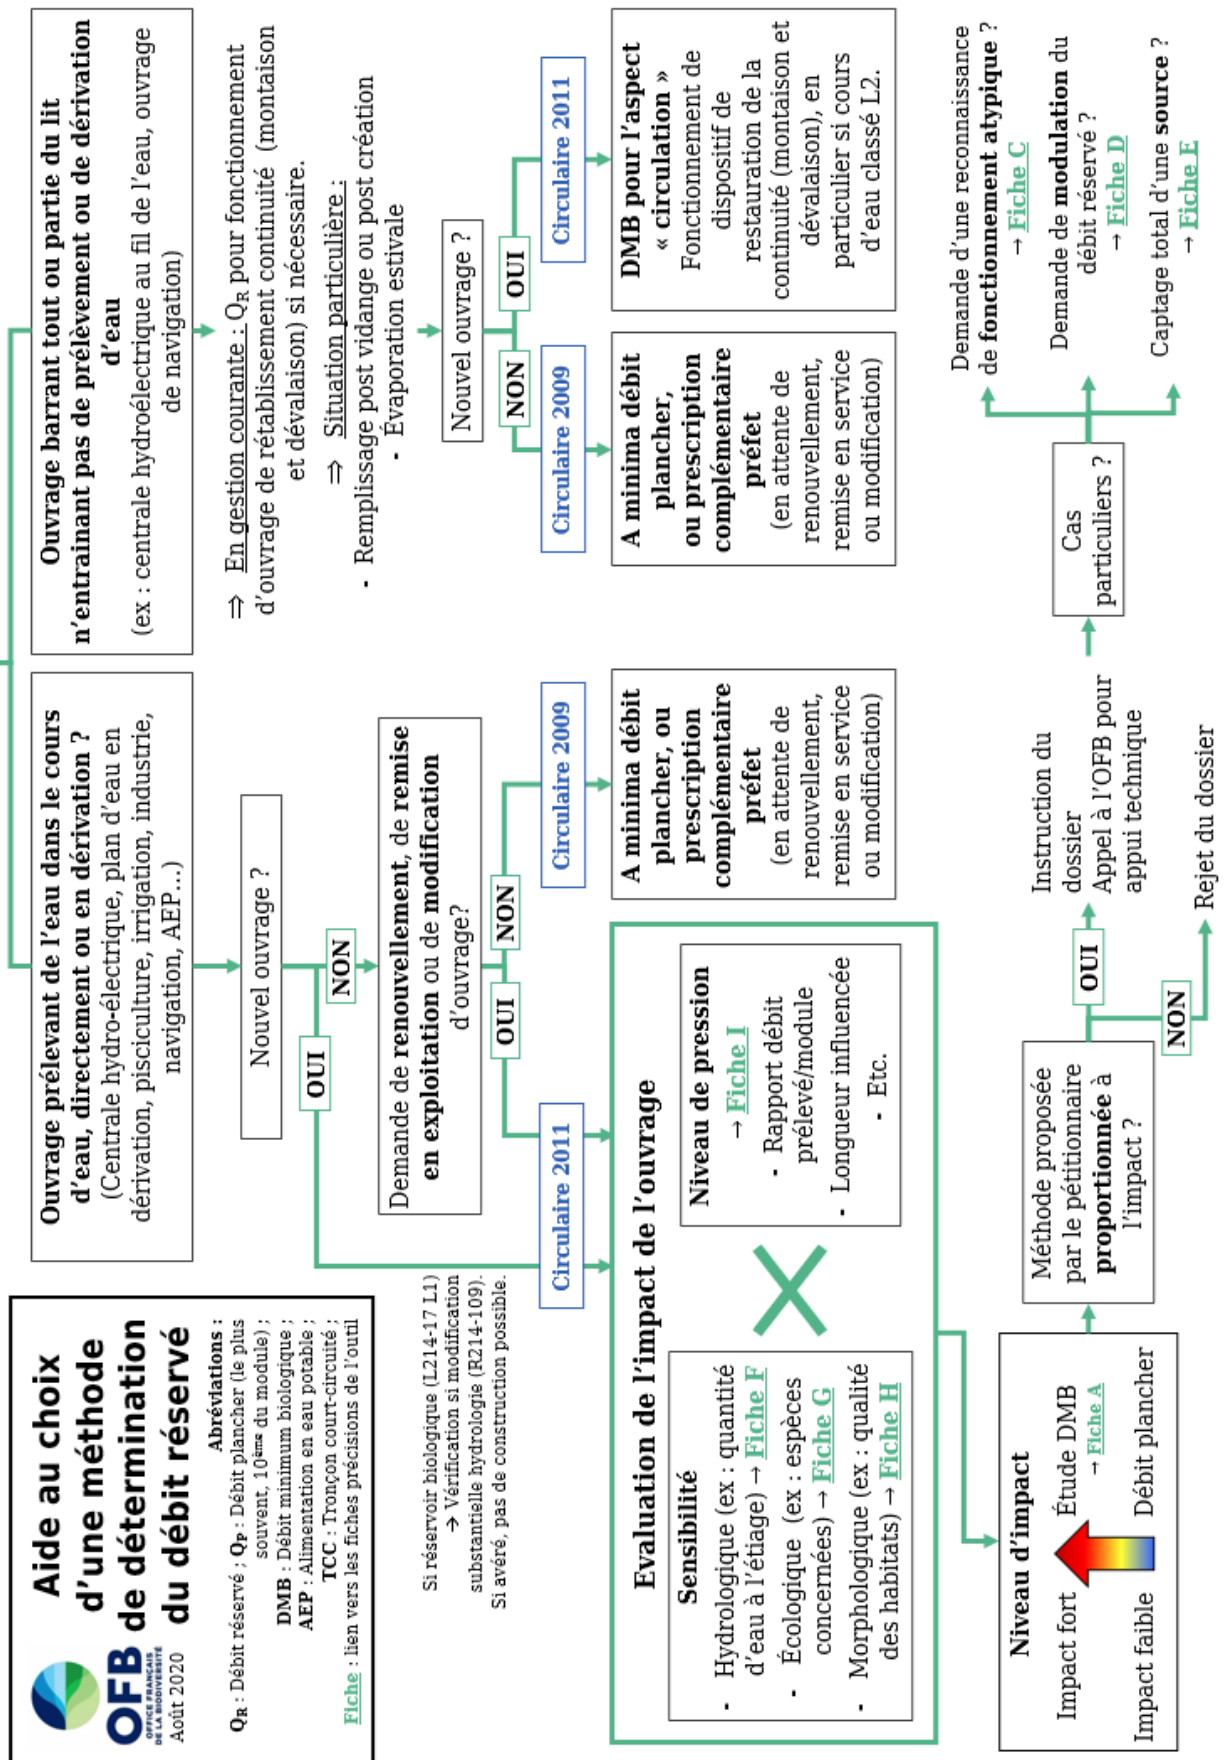 Aide au choix
d'une méthode
de détermination
du débit réservé
OFB
OFFICE FRANÇAIS
DE LA BIODIVERSITÉ
Août 2020
Abréviations :
QR : Débit réservé ; QP : Débit plancher (le plus
souvent, 10ème du module) ;
DMB : Débit minimum biologique ;
AEP : Alimentation en eau potable ;
TCC : Tronçon court-circuité ;
Fiche : lien vers les fiches précisions de l'outil
Ouvrage prélevant de l'eau dans le cours
d'eau, directement ou en dérivation ?
(Centrale hydro-électrique, plan d'eau en
dérivation, pisciculture, irrigation, industrie,
navigation, AEP...)
Nouvel ouvrage ?
OUI
NON
Demande de renouvellement, de remise
en exploitation ou de modification
d'ouvrage?
OUI
NON
Si réservoir biologique (L214-17 L1)
→ Vérification si modification
substantielle hydrologie (R214-109).
Si avéré, pas de construction possible.
Circulaire 2011
Circulaire 2009
A minima débit
plancher, ou
prescription
complémentaire
préfet
(en attente de
renouvellement,
remise en service
ou modification)
Ouvrage barrant tout ou partie du lit
n'entrainant pas de prélèvement ou de dérivation
d'eau
(ex : centrale hydroélectrique au fil de l'eau, ouvrage
de navigation)
⇒ En gestion courante : QR pour fonctionnement
d'ouvrage de rétablissement continuité (montaison
et dévalaison) si nécessaire.
⇒ Situation particulière :
- Remplissage post vidange ou post création
- Évaporation estivale
Nouvel ouvrage ?
NON
OUI
Circulaire 2009
Circulaire 2011
A minima débit
plancher,
ou prescription
complémentaire
préfet
(en attente de
renouvellement,
remise en service
ou modification)
DMB pour l'aspect
« circulation »
Fonctionnement de
dispositif de
restauration de la
continuité (montaison et
dévalaison), en
particulier si cours
d'eau classé L2.
Evaluation de l'impact de l'ouvrage
Sensibilité
- Hydrologique (ex : quantité
d'eau à l'étiage) → Fiche F
- Écologique (ex : espèces
concernées) → Fiche G
- Morphologique (ex : qualité
des habitats) → Fiche H
Niveau de pression
→ Fiche I
- Rapport débit
prélevé/module
- Longueur influencée
- Etc.
Niveau d'impact
Impact fort
Étude DMB
→ Fiche A
Impact faible
Débit plancher
Méthode proposée
par le pétitionnaire
proportionnée à
l'impact ?
OUI
NON
Instruction du
dossier
Appel à l'OFB pour
appui technique
Rejet du dossier
Cas
particuliers ?
Demande d'une reconnaissance
de fonctionnement atypique ?
→ Fiche C
Demande de modulation du
débit réservé ?
→ Fiche D
Captage total d'une source ?
→ Fiche E